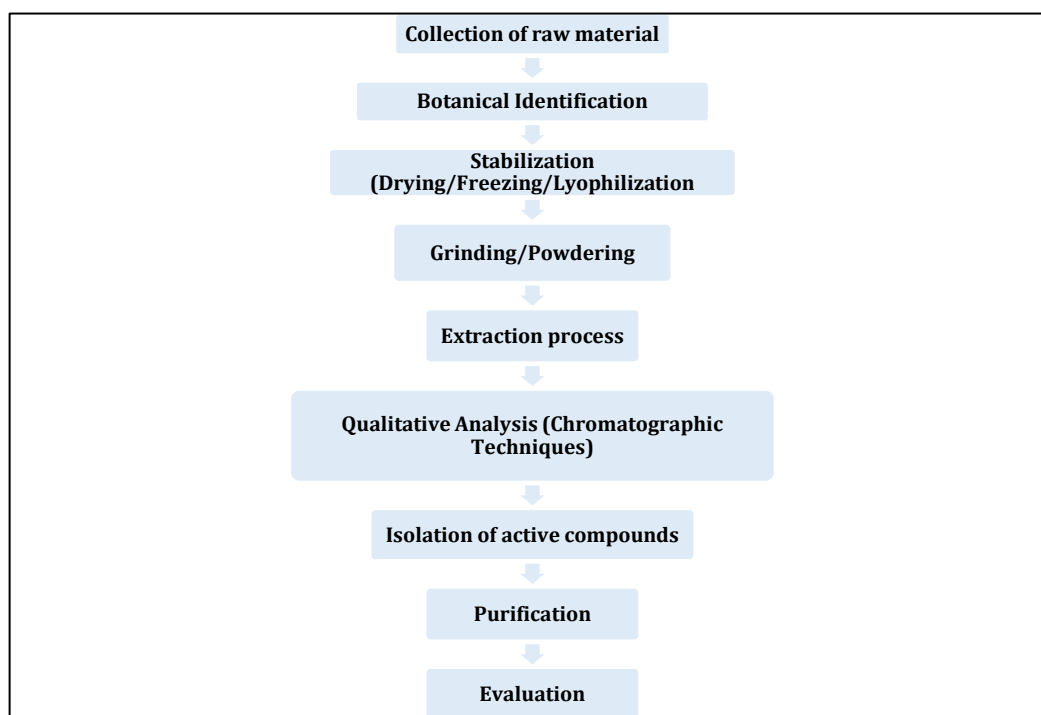 Collection of raw material
Botanical Identification
Stabilization
(Drying/Freezing/Lyophilization
Grinding/Powdering
Extraction process
Qualitative Analysis (Chromatographic
Techniques)
Isolation of active compounds
Purification
Evaluation